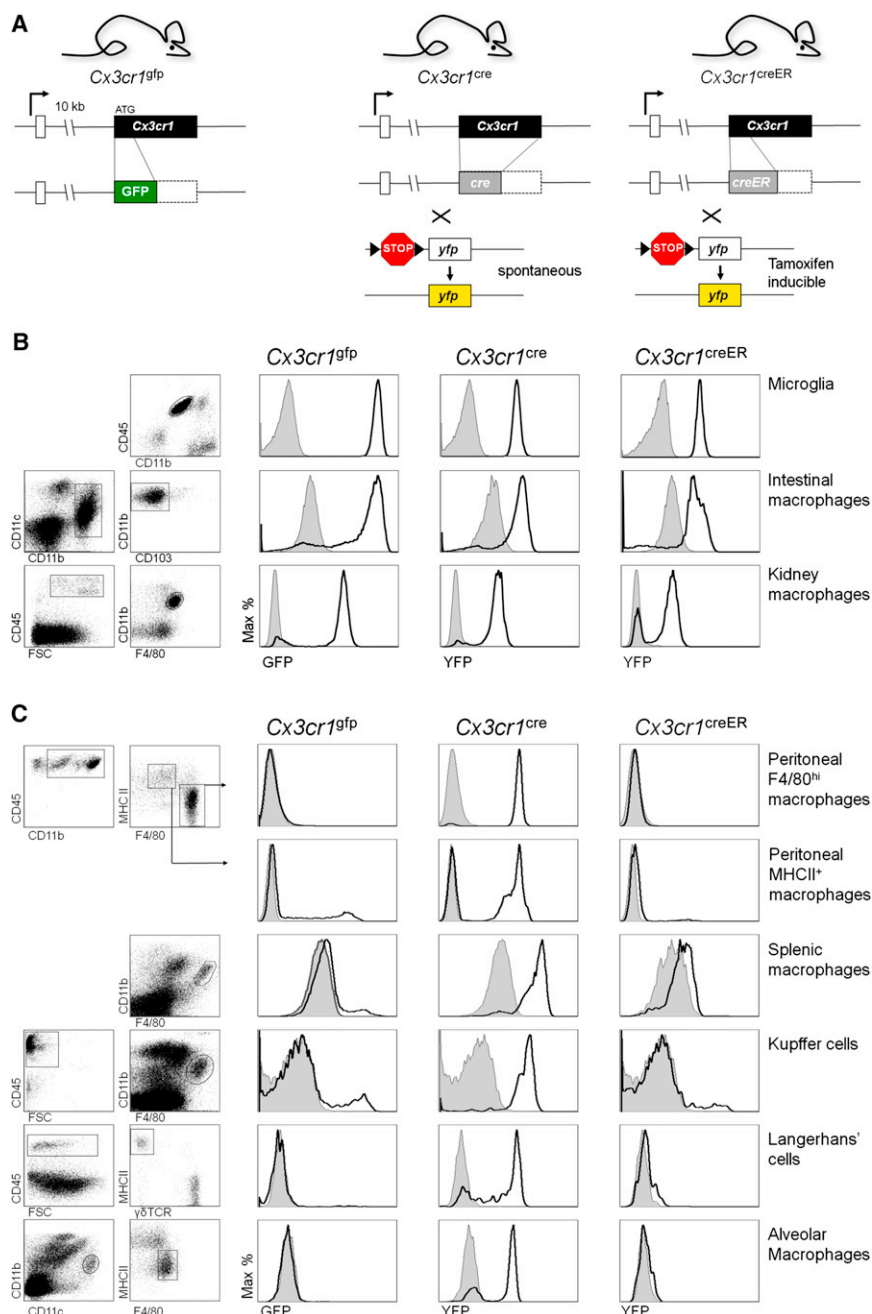 A
Cx3cr1gfp
Cx3cr1cre
Cx3cr1creER
10 kb
ATG
Cx3cr1
Cx3cr1
Cx3cr1
GFP
cre
creER
X
X
STOP
yfp
STOP
yfp
spontaneous
Tamoxifen
inducible
yfp
yfp
B
Cx3cr1gfp
Cx3cr1cre
Cx3cr1creER
CD45
CD11b
Microglia
CD11c
CD11b
CD11b
CD103
Intestinal
macrophages
CD45
FSC
CD11b
F4/80
Max %
GFP
YFP
YFP
Kidney
macrophages
C
Cx3cr1gfp
Cx3cr1cre
Cx3cr1creER
CD45
CD11b
MHCII
F4/80
Peritoneal
F4/80hi
macrophages
Peritoneal
MHCII+
macrophages
CD11b
F4/80
Splenic
macrophages
CD45
FSC
CD11b
F4/80
Kupffer cells
CD45
FSC
MHCII
γδTCR
Langerhans'
cells
CD11b
CD11c
MHCII
F4/80
Max %
GFP
YFP
YFP
Alveolar
Macrophages